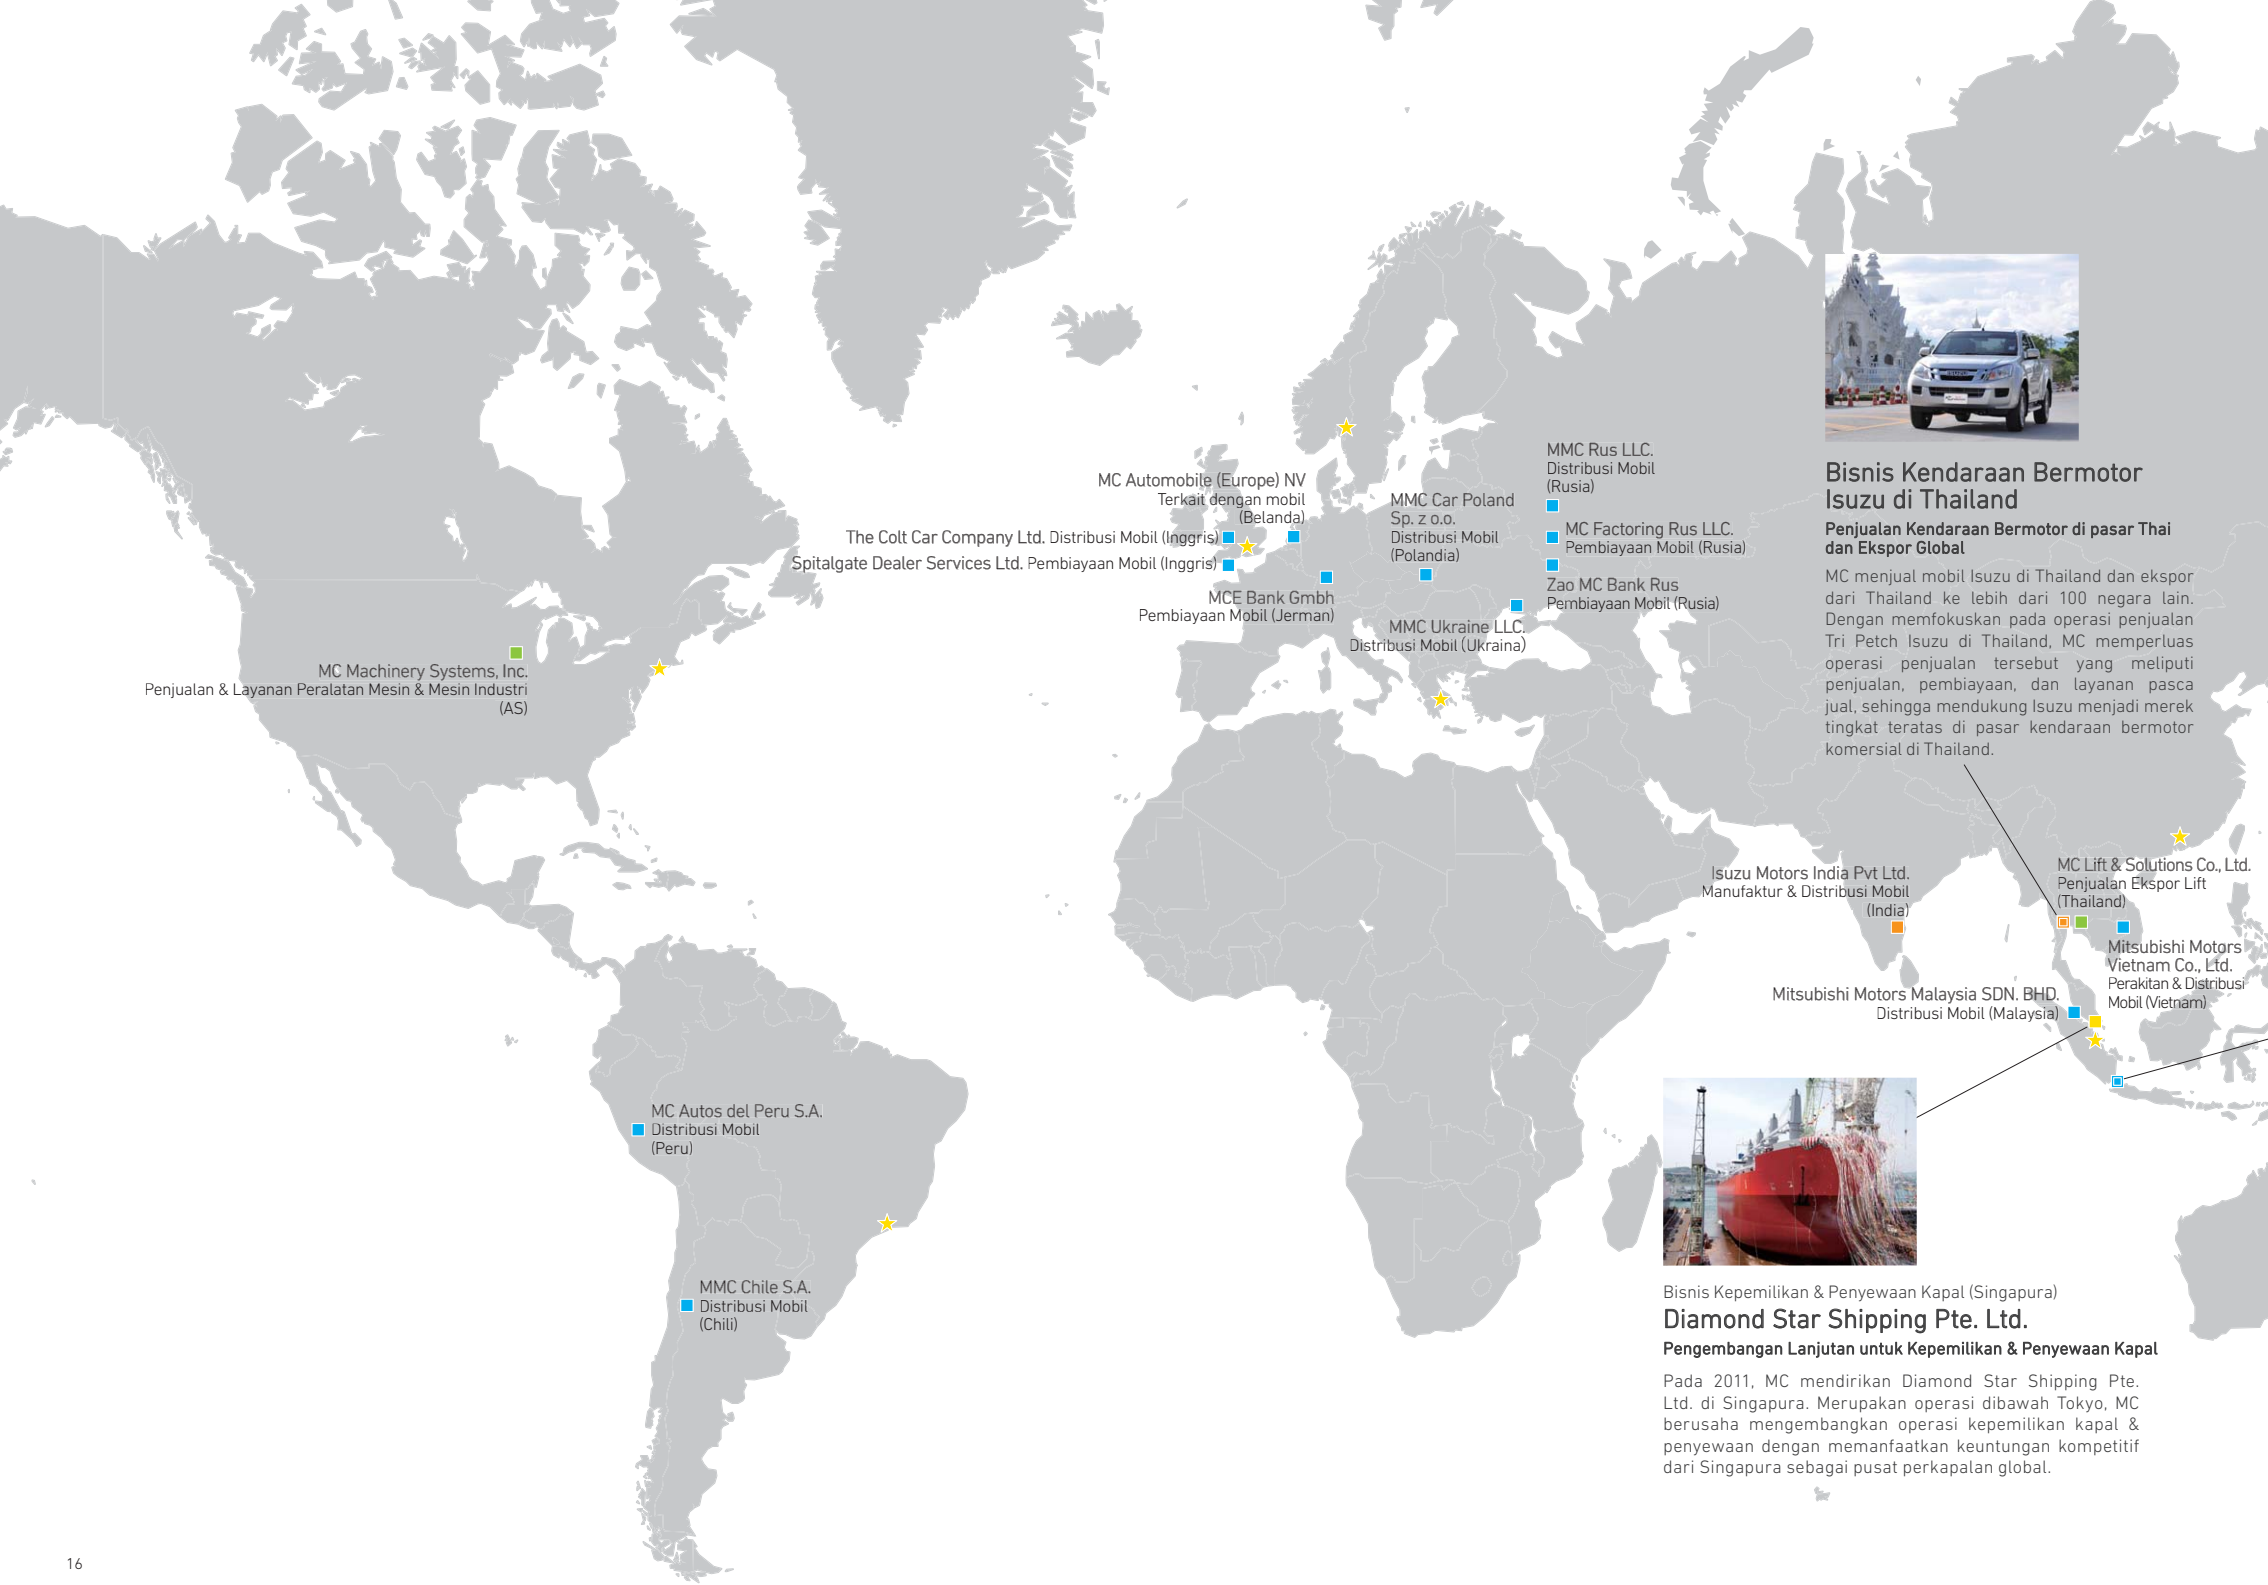 MC Automobile (Europe) NV
Terkait dengan mobil
(Belanda)
The Colt Car Company Ltd. Distribusi Mobil (Inggris)
Spitalgate Dealer Services Ltd. Pembiayaan Mobil (Inggris)
MCE Bank Gmbh
Pembiayaan Mobil (Jerman)
MMC Car Poland
Sp. z o.o.
Distribusi Mobil
(Polandia)
MMC Rus LLC.
Distribusi Mobil
(Rusia)
MC Factoring Rus LLC.
Pembiayaan Mobil (Rusia)
Zao MC Bank Rus
Pembiayaan Mobil (Rusia)
MMC Ukraine LLC.
Distribusi Mobil (Ukraina)
MC Machinery Systems, Inc.
Penjualan & Layanan Peralatan Mesin & Mesin Industri
(AS)
MC Autos del Peru S.A.
Distribusi Mobil
(Peru)
MMC Chile S.A.
Distribusi Mobil
(Chili)
Bisnis Kendaraan Bermotor
Isuzu di Thailand
Penjualan Kendaraan Bermotor di pasar Thai
dan Ekspor Global
MC menjual mobil Isuzu di Thailand dan ekspor
dari Thailand ke lebih dari 100 negara lain.
Dengan memfokuskan pada operasi penjualan
Tri Petch Isuzu di Thailand, MC memperluas
operasi penjualan tersebut yang meliputi
penjualan, pembiayaan, dan layanan pasca
jual, sehingga mendukung Isuzu menjadi merek
tingkat teratas di pasar kendaraan bermotor
komersial di Thailand.
Isuzu Motors India Pvt Ltd.
Manufaktur & Distribusi Mobil
(India)
MC Lift & Solutions Co., Ltd.
Penjualan Ekspor Lift
(Thailand)
Mitsubishi Motors
Vietnam Co., Ltd.
Perakitan & Distribusi
Mobil (Vietnam)
Mitsubishi Motors Malaysia SDN. BHD.
Distribusi Mobil (Malaysia)
Bisnis Kepemilikan & Penyewaan Kapal (Singapura)
Diamond Star Shipping Pte. Ltd.
Pengembangan Lanjutan untuk Kepemilikan & Penyewaan Kapal
Pada 2011, MC mendirikan Diamond Star Shipping Pte.
Ltd. di Singapura. Merupakan operasi dibawah Tokyo, MC
berusaha mengembangkan operasi kepemilikan kapal &
penyewaan dengan memanfaatkan keuntungan kompetitif
dari Singapura sebagai pusat perkapalan global.
16